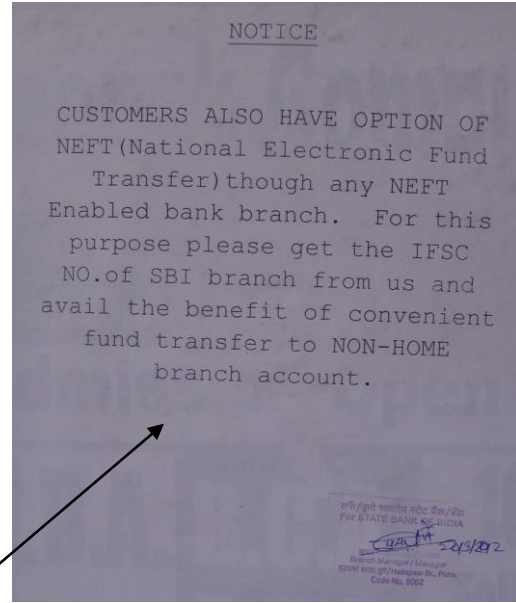 NOTICE
CUSTOMERS ALSO HAVE OPTION OF
NEFT(National Electronic Fund
Transfer)though any NEFT
Enabled bank branch. For this
purpose please get the IFSC
NO.of SBI branch from us and
avail the benefit of convenient
fund transfer to NON-HOME
branch account.
For STATE BANK OF INDIA
Branch Manager / Manager
Hadapsar Br., Pune.
Code No. 9062